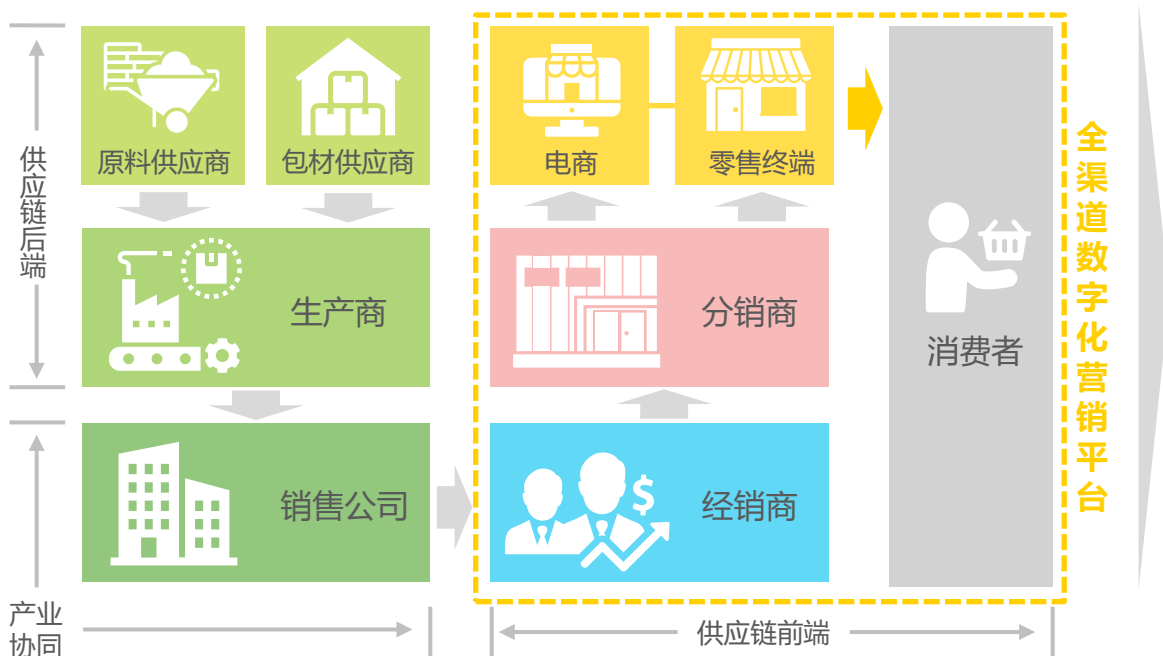 原料供应商
包材供应商
电商
零售终端
供应链后端
生产商
分销商
消费者
全渠道数字化营销平台
销售公司
$
经销商
产业
协同
供应链前端